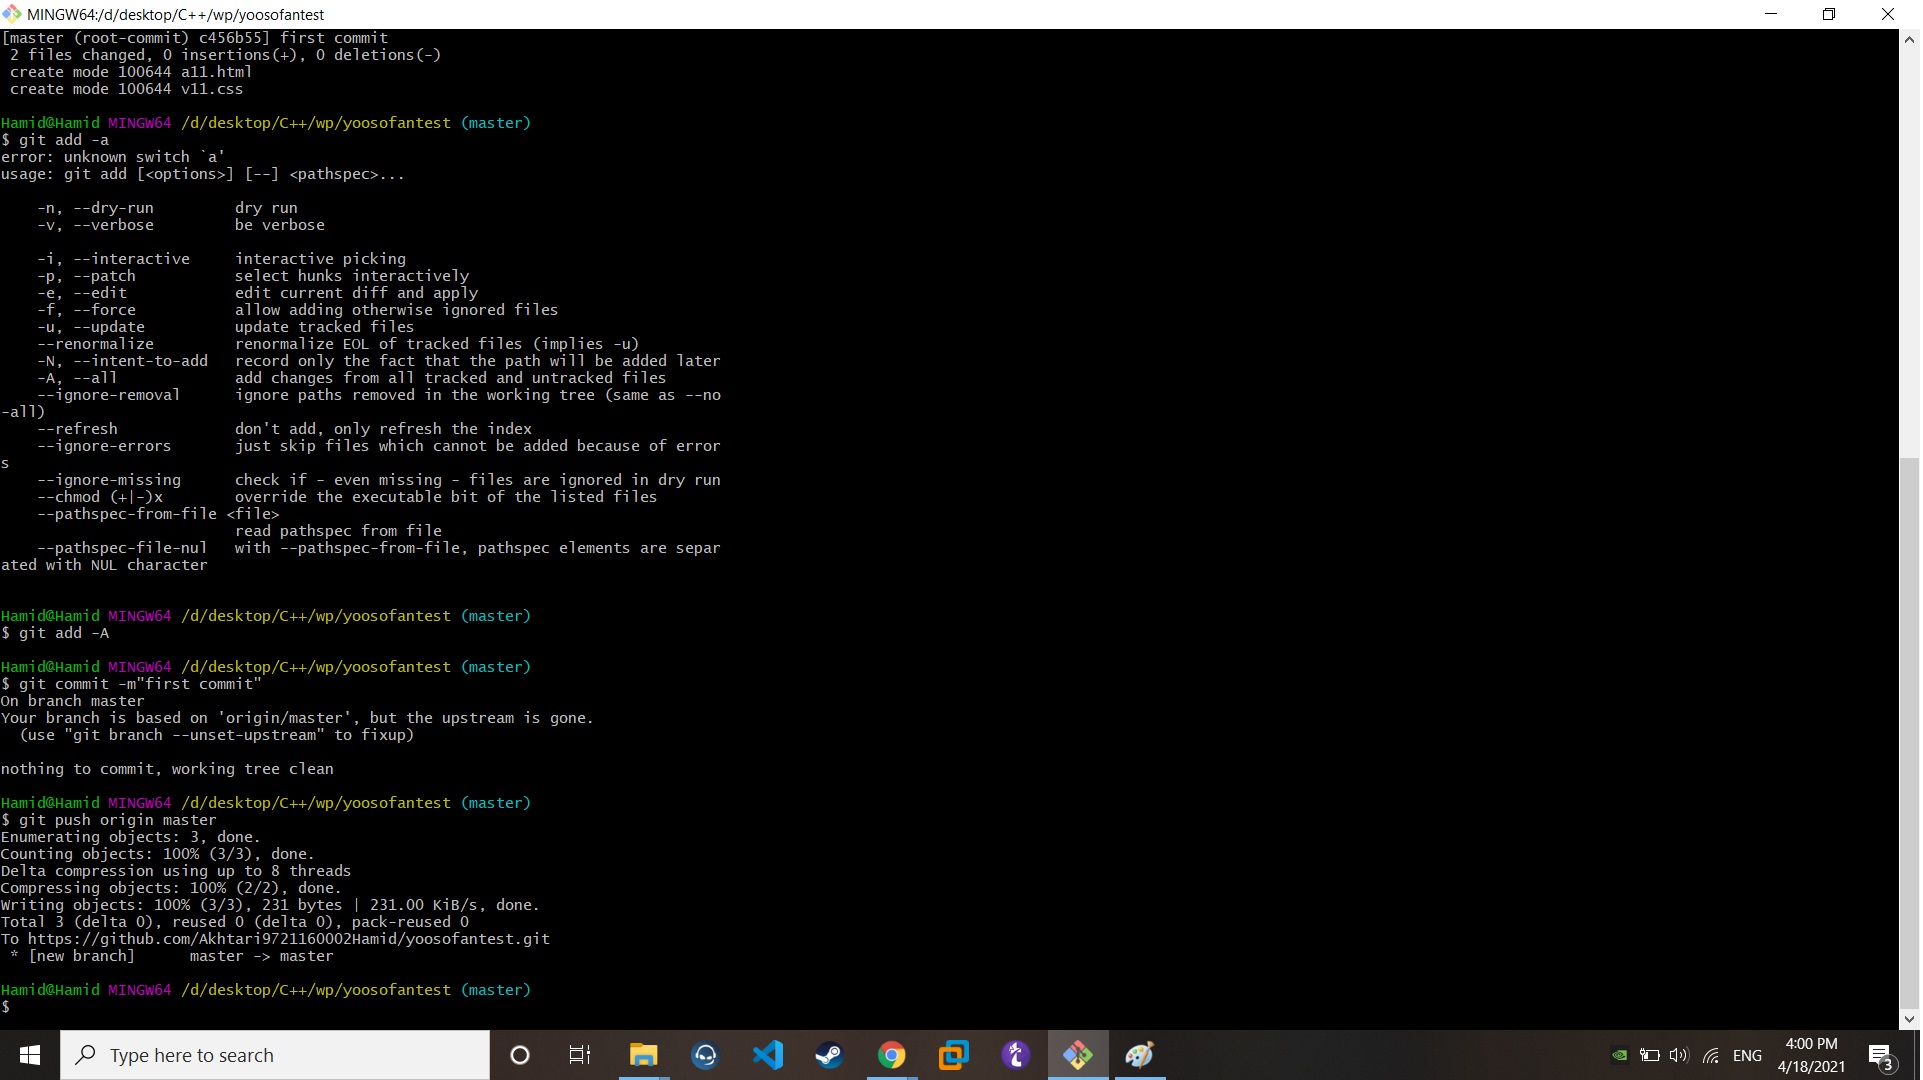 MINGW64:/d/desktop/C++/wp/yoosofantest
[master (root-commit) c456b55] first commit
 2 files changed, 0 insertions(+), 0 deletions(-)
 create mode 100644 a11.html
 create mode 100644 v11.css

Hamid@Hamid MINGW64 /d/desktop/C++/wp/yoosofantest (master)
$ git add -a
error: unknown switch `a'
usage: git add [<options>] [--] <pathspec>...

    -n, --dry-run         dry run
    -v, --verbose         be verbose

    -i, --interactive     interactive picking
    -p, --patch           select hunks interactively
    -e, --edit            edit current diff and apply
    -f, --force           allow adding otherwise ignored files
    -u, --update          update tracked files
    --renormalize         renormalize EOL of tracked files (implies -u)
    -N, --intent-to-add   record only the fact that the path will be added later
    -A, --all             add changes from all tracked and untracked files
    --ignore-removal      ignore paths removed in the working tree (same as --no
-all)
    --refresh             don't add, only refresh the index
    --ignore-errors       just skip files which cannot be added because of error
s
    --ignore-missing      check if - even missing - files are ignored in dry run
    --chmod (+|-)x        override the executable bit of the listed files
    --pathspec-from-file <file>
                          read pathspec from file
    --pathspec-file-nul   with --pathspec-from-file, pathspec elements are separ
ated with NUL character

Hamid@Hamid MINGW64 /d/desktop/C++/wp/yoosofantest (master)
$ git add -A

Hamid@Hamid MINGW64 /d/desktop/C++/wp/yoosofantest (master)
$ git commit -m"first commit"
On branch master
Your branch is based on 'origin/master', but the upstream is gone.
  (use "git branch --unset-upstream" to fixup)

nothing to commit, working tree clean

Hamid@Hamid MINGW64 /d/desktop/C++/wp/yoosofantest (master)
$ git push origin master
Enumerating objects: 3, done.
Counting objects: 100% (3/3), done.
Delta compression using up to 8 threads
Compressing objects: 100% (2/2), done.
Writing objects: 100% (3/3), 231 bytes | 231.00 KiB/s, done.
Total 3 (delta 0), reused 0 (delta 0), pack-reused 0
To https://github.com/Akhtari9721160002Hamid/yoosofantest.git
 * [new branch]      master -> master

Hamid@Hamid MINGW64 /d/desktop/C++/wp/yoosofantest (master)
$
Type here to search
ENG
4:00 PM
4/18/2021
3